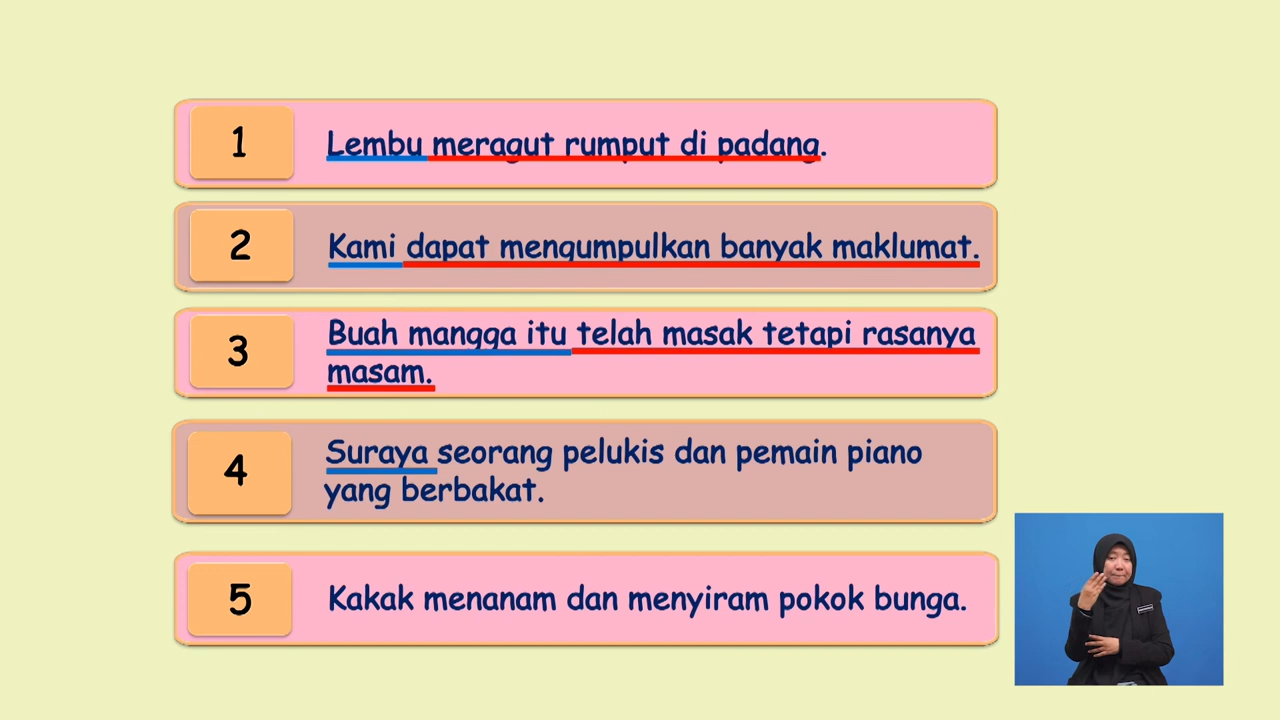 1
Lembu meragut rumput di padang.
2
Kami dapat mengumpulkan banyak maklumat.
3
Buah mangga itu telah masak tetapi rasanya
masam.
4
Suraya seorang pelukis dan pemain piano
yang berbakat.
5
Kakak menanam dan menyiram pokok bunga.